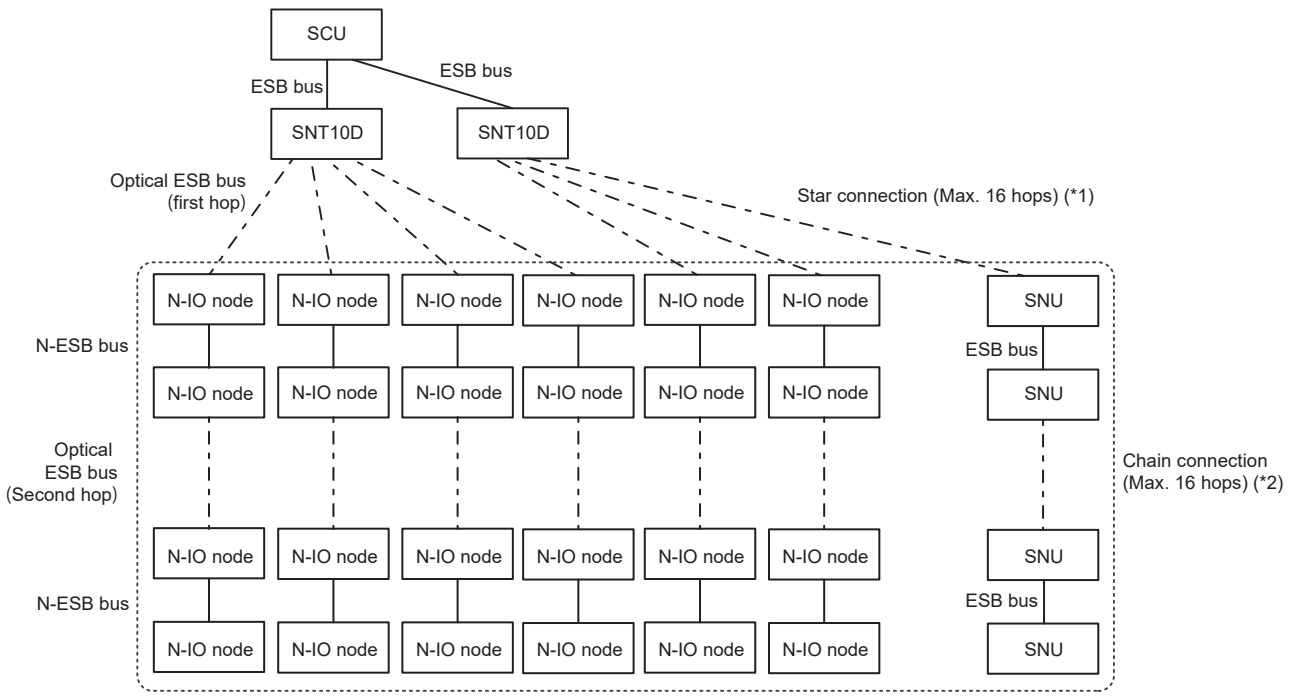 SCU
ESB bus
ESB bus
SNT10D
SNT10D
Optical ESB bus
(first hop)
Star connection (Max. 16 hops) (*1)
N-IO node
N-IO node
N-IO node
N-IO node
N-IO node
N-IO node
SNU
N-ESB bus
ESB bus
N-IO node
N-IO node
N-IO node
N-IO node
N-IO node
N-IO node
SNU
Optical
ESB bus
(Second hop)
Chain connection
(Max. 16 hops) (*2)
N-IO node
N-IO node
N-IO node
N-IO node
N-IO node
N-IO node
SNU
N-ESB bus
ESB bus
N-IO node
N-IO node
N-IO node
N-IO node
N-IO node
N-IO node
SNU